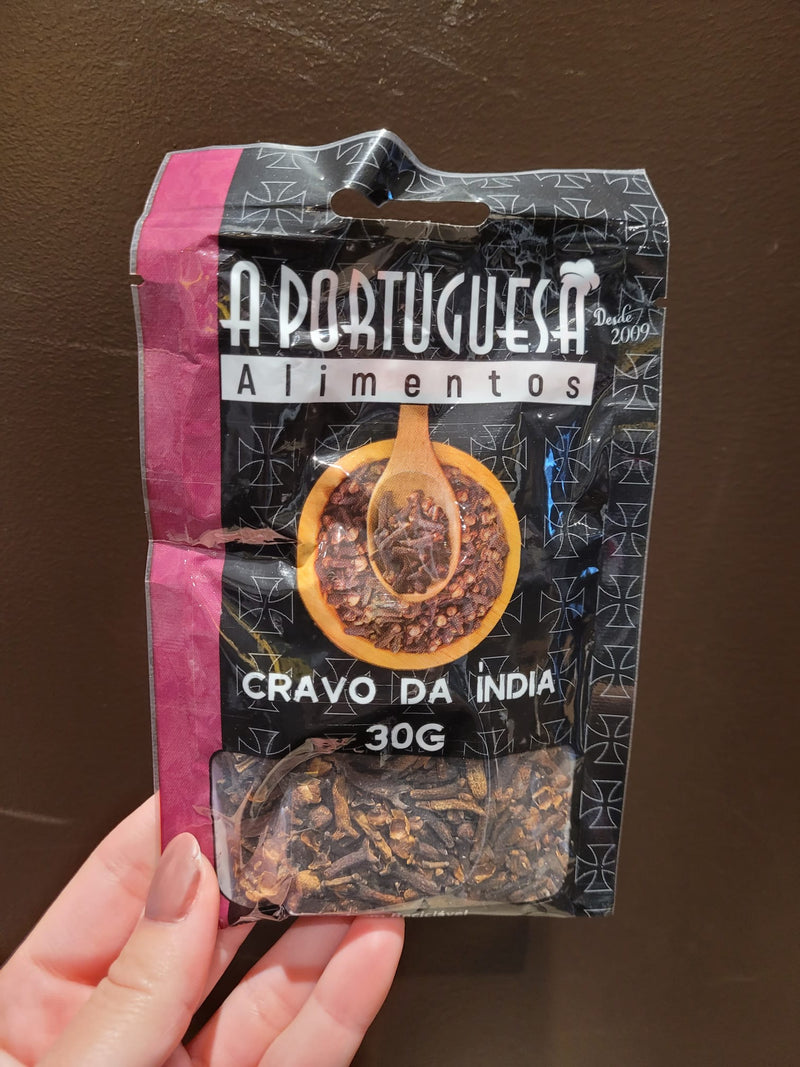 A PORTUGUESA
Desde
2009
Alimentos
CRAVO DA ÍNDIA
30G